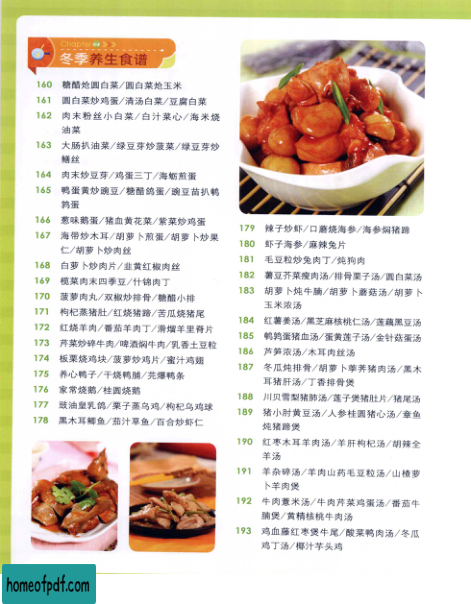 Chapter
冬季养生食谱
160 糖醋炝圆白菜/圆白菜炝玉米
161 圆白菜炒鸡蛋/清汤白菜/豆腐白菜
162 肉末粉丝小白菜/白汁菜心/海米烧
油菜
163 大肠扒油菜/绿豆芽炒菠菜/绿豆芽炒
鳝丝
164 肉末炒豆芽/鸡蛋三丁/海蛎煎蛋
165 鸭蛋黄炒豌豆/糖醋鸽蛋/豌豆苗扒鹌
鹑蛋
166 葱味鹅蛋/猪血黄花菜/紫菜炒鸡蛋
167 海带炒木耳/胡萝卜煎蛋/胡萝卜炒果
仁/胡萝卜炒肉丝
168 白萝卜炒肉片/韭黄红椒肉丝
169 榄菜肉末四季豆/什锦肉丁
170 菠萝肉丸/双椒炒排骨/糖醋小排
171 枸杞蒸猪肚/红烧猪蹄/苦瓜烧猪尾
172 红烧羊肉/番茄羊肉丁/滑熘羊里脊片
173 芹菜炒碎牛肉/啤酒焖牛肉/乳香土豆粒
174 板栗烧鸡块/菠萝炒鸡片/蜜汁鸡翅
175 养心鸭子/干烧鸭脯/芫爆鸭条
176 家常烧鹅/桂圆烧鹅
177 豉油皇乳鸽/栗子蒸乌鸡/枸杞乌鸡球
178 黑木耳鲫鱼/茄汁草鱼/百合炒虾仁
179 辣子炒虾/口蘑烧海参/海参焖猪蹄
180 虾子海参/麻辣兔片
181 毛豆粒炒兔肉丁/炖狗肉
182 薯豆芥菜瘦肉汤/排骨栗子汤/圆白菜汤
183 胡萝卜炖牛腩/胡萝卜蘑菇汤/胡萝卜
玉米浓汤
184 红薯姜汤/黑芝麻核桃仁汤/莲藕黑豆汤
185 鹌鹑蛋猪血汤/蛋黄莲子汤/金针菇蛋汤
186 芦笋浓汤/木耳肉丝汤
187 冬瓜炖排骨/胡萝卜荸荠猪肉汤/黑木
耳猪肝汤/丁香排骨煲
188 川贝雪梨猪肺汤/莲子煲猪肚片/猪尾汤
189 猪小肘黄豆汤/人参桂圆猪心汤/章鱼
炖猪蹄煲
190 红枣木耳羊肉汤/羊肝枸杞汤/胡辣全
羊汤
191 羊杂碎汤/羊肉山药毛豆粒汤/山楂萝
卜羊肉煲
192 牛肉薏米汤/牛肉芹菜鸡蛋汤/番茄牛
腩煲/黄精核桃牛肉汤
193 鸡血藤红枣煲牛尾/酸菜鸭肉汤/冬瓜
鸡丁汤/椰汁芋头鸡
homeofpdf.com